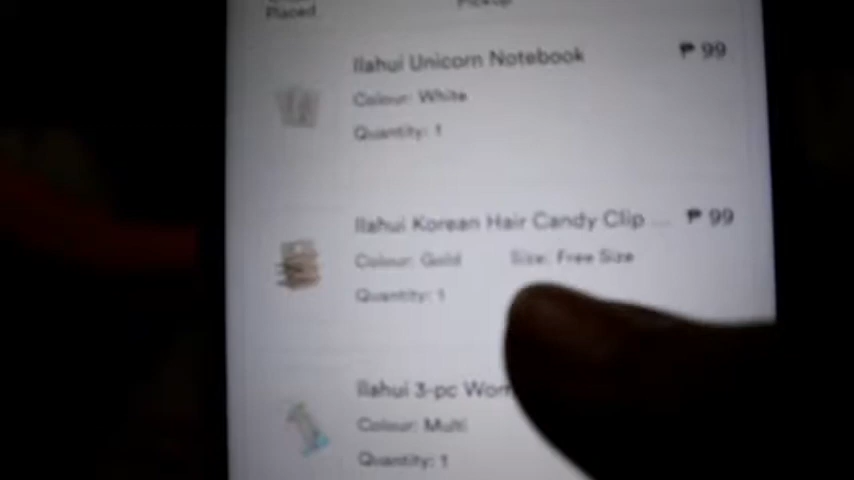 Placed
Pickup
Ilahui Unicorn Notebook ₱ 99
Colour: White
Quantity: 1
Ilahui Korean Hair Candy Clip ... ₱ 99
Colour: Gold Size: Free Size
Quantity: 1
Ilahui 3-pc
Colour: Multi
Quantity: 1